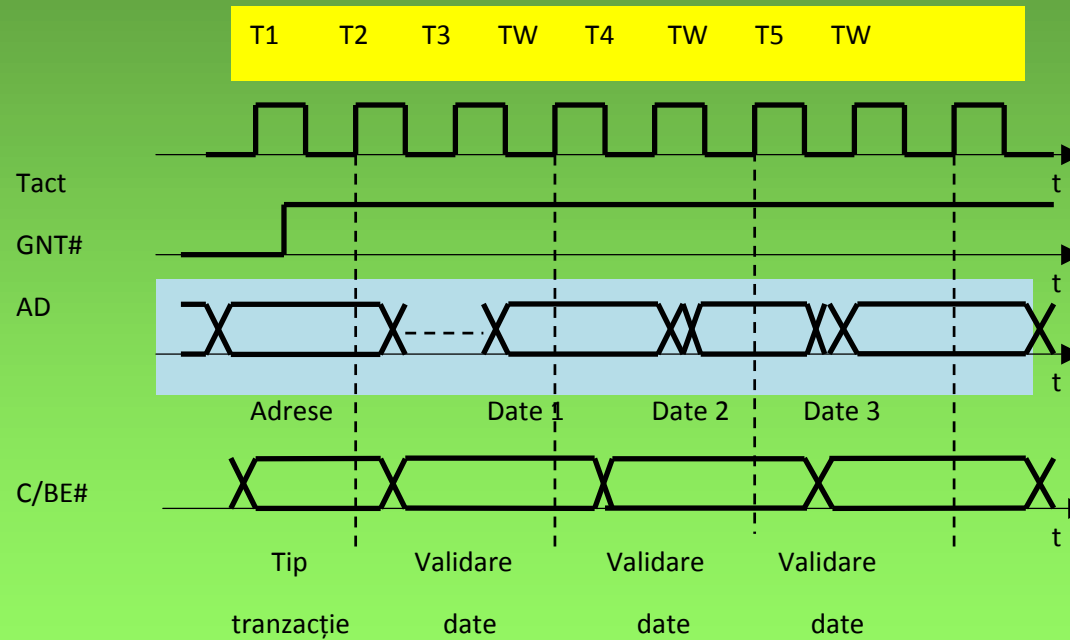 T1 T2 T3 TW T4 TW T5 TW
Tact
t
GNT#
t
AD
t
Adrese Date 1 Date 2 Date 3
C/BE#
t
Tip Validare Validare Validare
tranzacție date date date